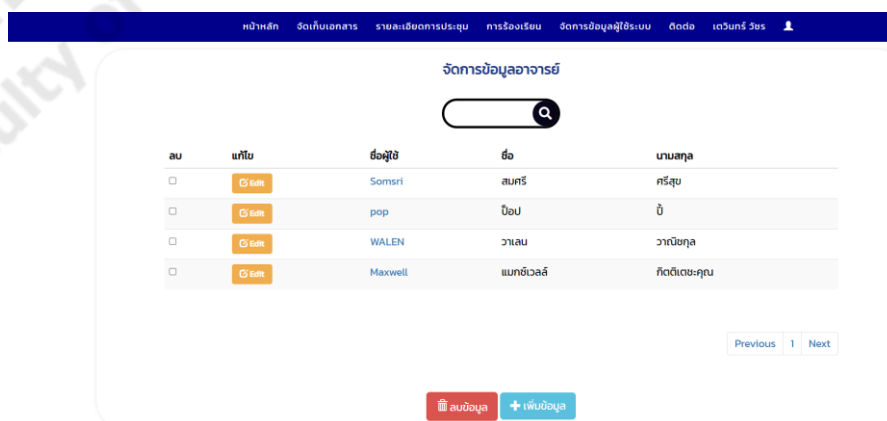 หน้าหลัก จัดเก็บเอกสาร รายละเอียดการประชุม การร้องเรียน จัดการข้อมูลผู้ใช้ระบบ ติดต่อ เตวินทร์ วัชร
จัดการข้อมูลอาจารย์
ลบ แก้ไข ชื่อผู้ใช้ ชื่อ นามสกุล
Edit Somsri สมศรี ศรีสุข
Edit pop ป็อป ปี้
Edit WALEN วาเลน วาณิชกุล
Edit Maxwell แมกซ์เวลล์ กิตติเตชะคุณ
Previous 1 Next
ลบข้อมูล เพิ่มข้อมูล